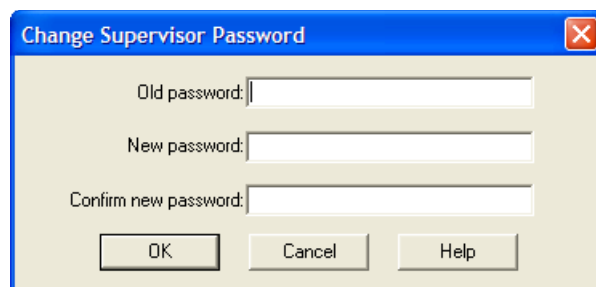 Change Supervisor Password
Old password:
New password:
Confirm new password:
OK Cancel Help